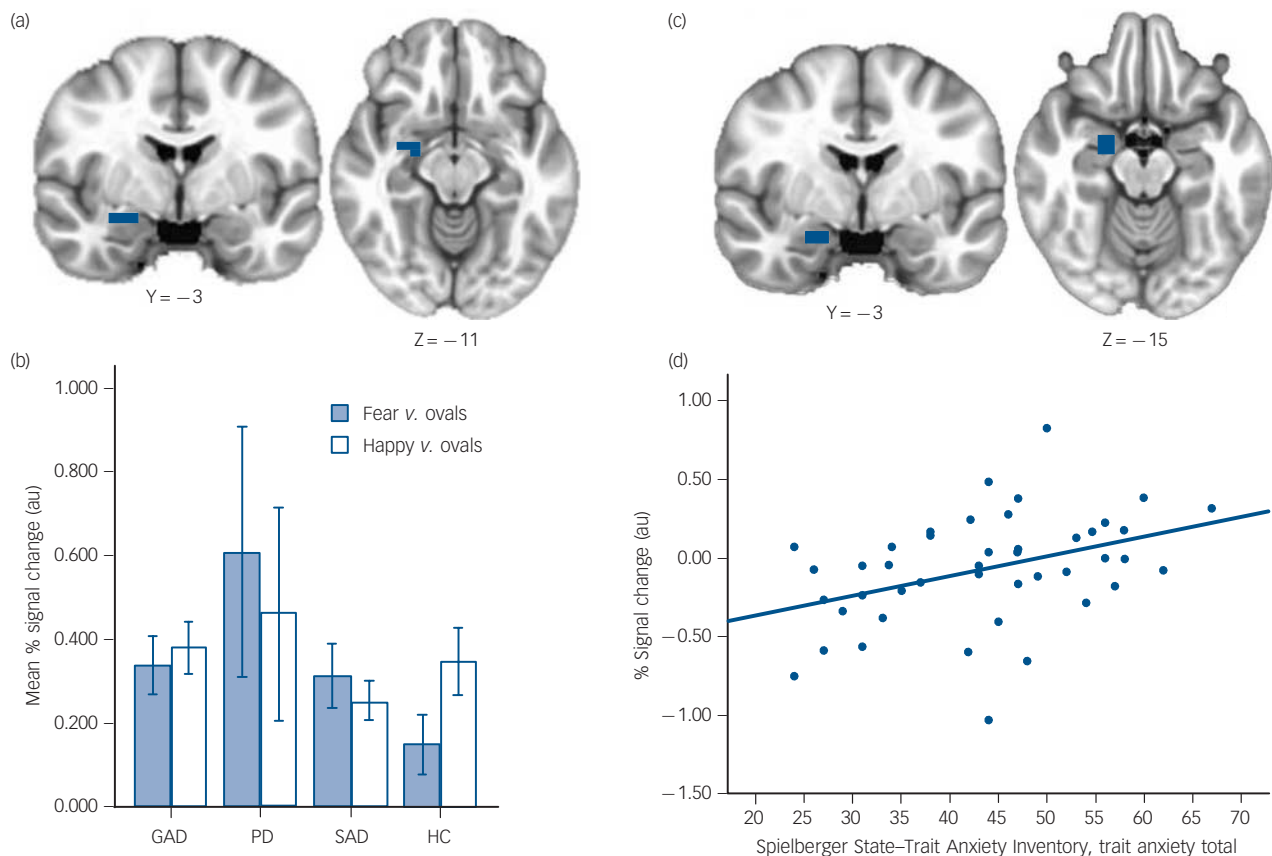 (a)
Y = −3
Z = −11
(c)
Y = −3
Z = −15
(b)
Mean % signal change (au)
1.000
0.800
0.600
0.400
0.200
0.000
Fear v. ovals
Happy v. ovals
GAD PD SAD HC
(d)
% Signal change (au)
1.00
0.50
0.00
−0.50
−1.00
−1.50
20 25 30 35 40 45 50 55 60 65 70
Spielberger State–Trait Anxiety Inventory, trait anxiety total